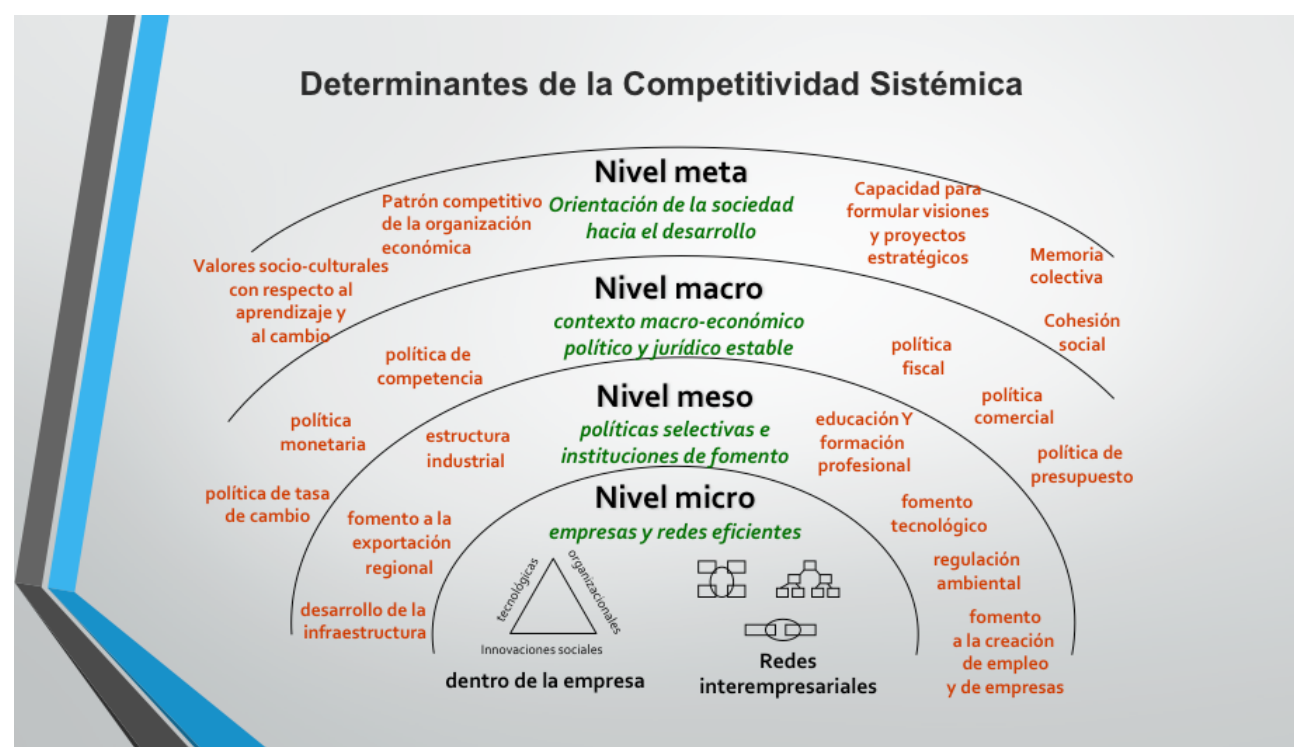 Determinantes de la Competitividad Sistémica
Nivel meta
Orientación de la sociedad
hacia el desarrollo
Patrón competitivo
de la organización
económica
Valores socio-culturales
con respecto al
aprendizaje y
al cambio
Capacidad para
formular visiones
y proyectos
estratégicos
Memoria
colectiva
Cohesión
social
Nivel macro
contexto macro-económico
político y jurídico estable
política de
competencia
política
monetaria
política de tasa
de cambio
política
fiscal
política
comercial
política de
presupuesto
Nivel meso
políticas selectivas e
instituciones de fomento
estructura
industrial
fomento a la
exportación
regional
desarrollo de la
infraestructura
educación Y
formación
profesional
fomento
tecnológico
regulación
ambiental
fomento
a la creación
de empleo
y de empresas
Nivel micro
empresas y redes eficientes
tecnológicas
organizacionales
Innovaciones sociales
dentro de la empresa
Redes
interempresariales